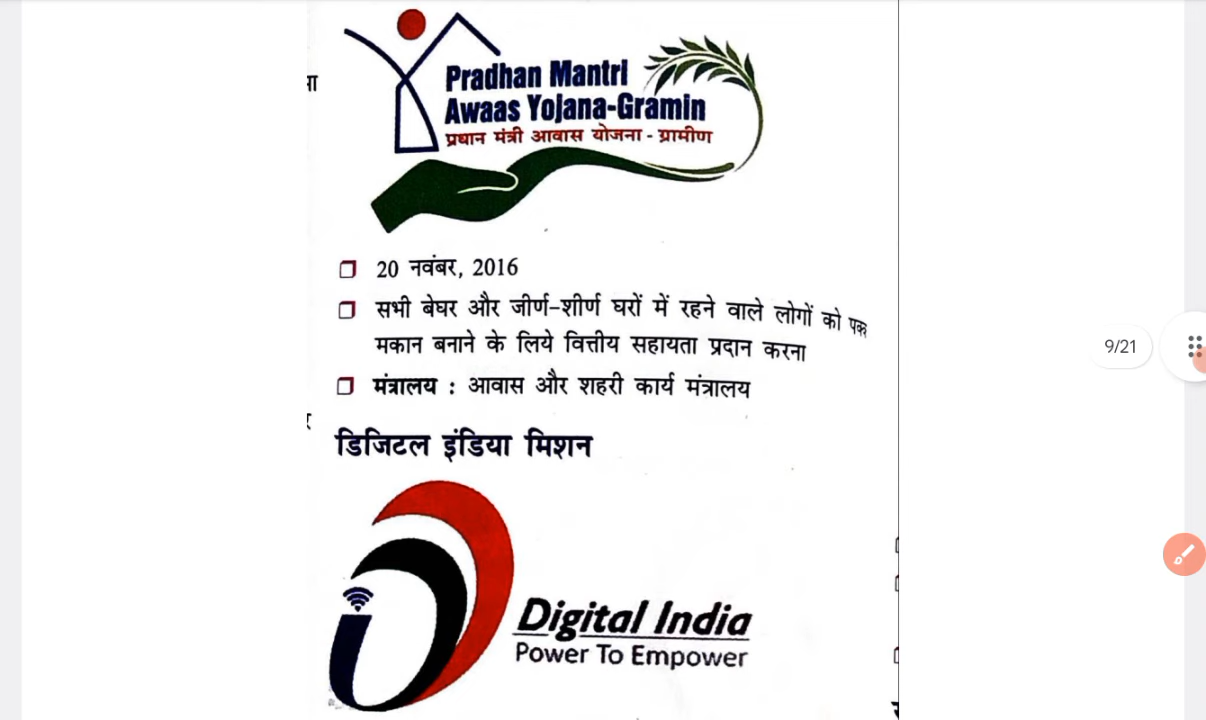 Pradhan Mantri
Awaas Yojana-Gramin
प्रधान मंत्री आवास योजना - ग्रामीण
20 नवंबर, 2016
सभी बेघर और जीर्ण-शीर्ण घरों में रहने वाले लोगों को
मकान बनाने के लिये वित्तीय सहायता प्रदान करना
मंत्रालय : आवास और शहरी कार्य मंत्रालय
9/21
डिजिटल इंडिया मिशन
Digital India
Power To Empower